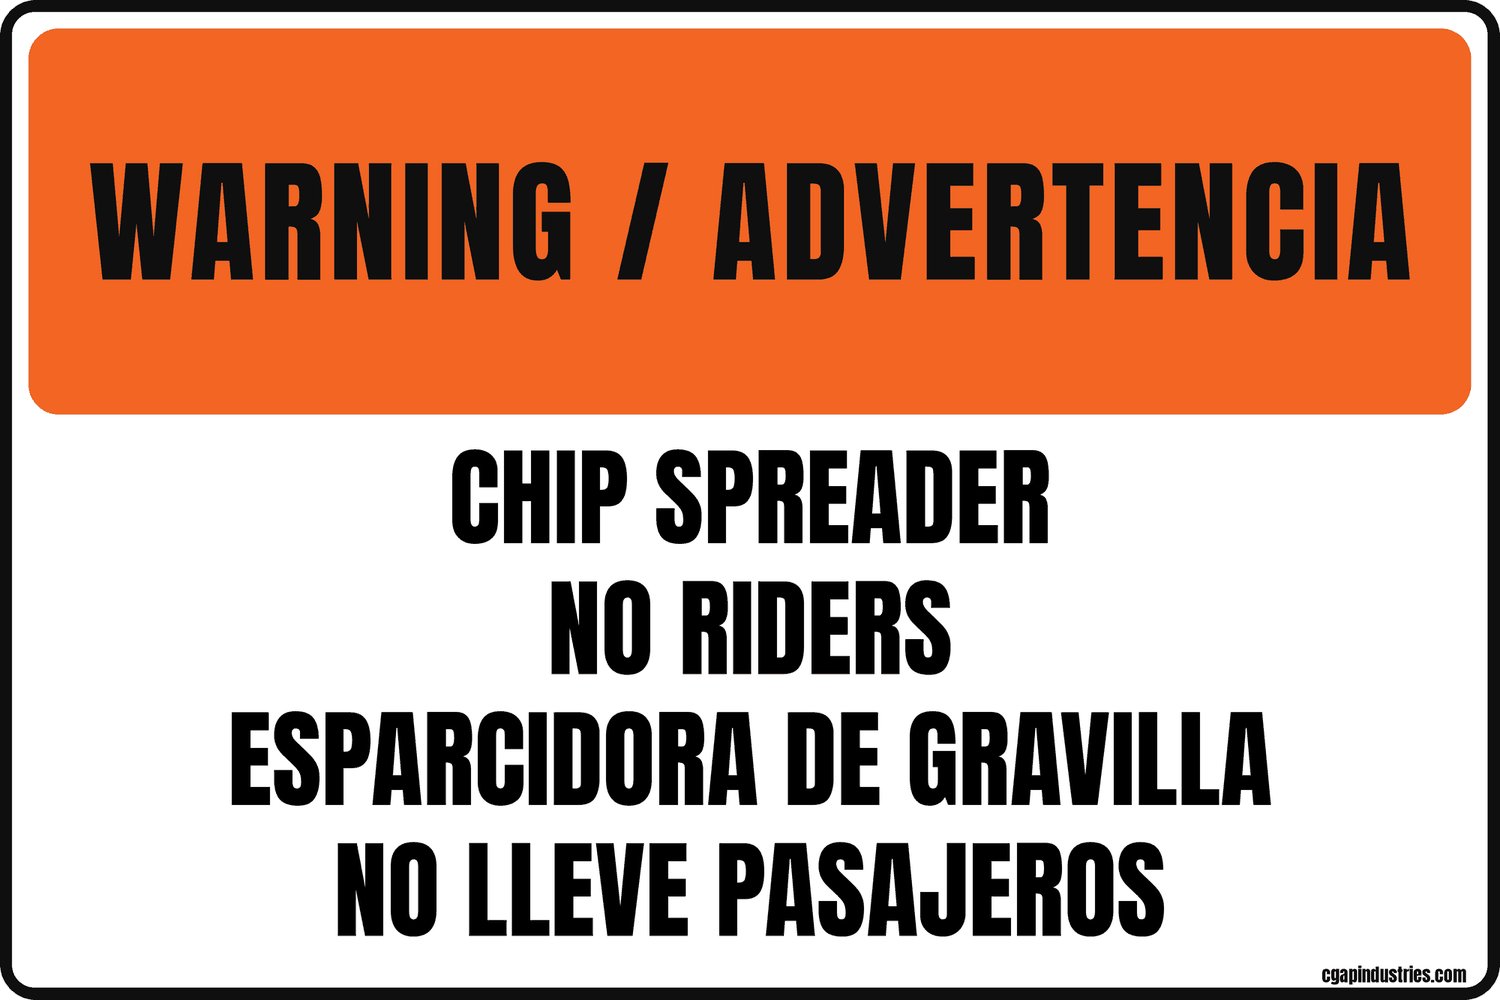 WARNING / ADVERTENCIA
CHIP SPREADER
NO RIDERS
ESPARCIDORA DE GRAVILLA
NO LLEVE PASAJEROS
cgapindustries.com